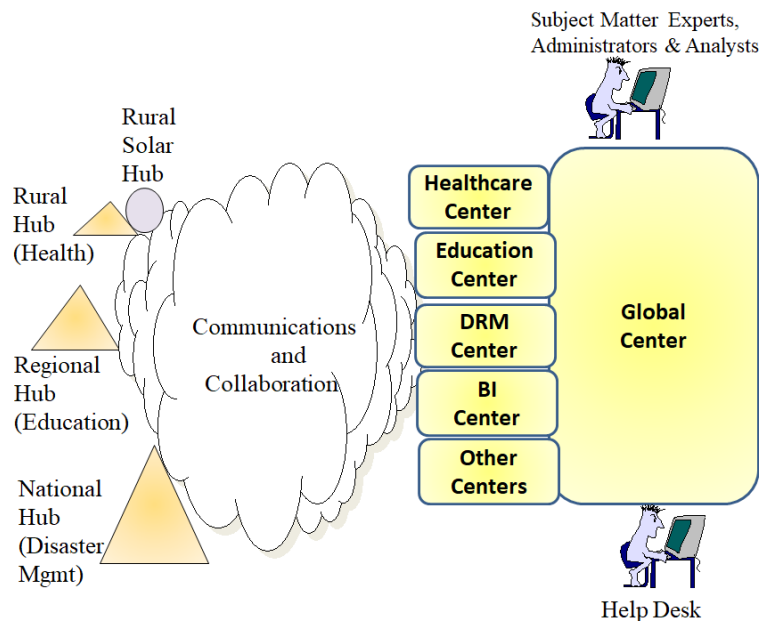 Subject Matter Experts,
Administrators & Analysts
Rural
Solar
Hub
Rural
Hub
(Health)
Regional
Hub
(Education)
National
Hub
(Disaster
Mgmt)
Communications
and
Collaboration
Healthcare
Center
Education
Center
DRM
Center
BI
Center
Other
Centers
Global
Center
Help Desk